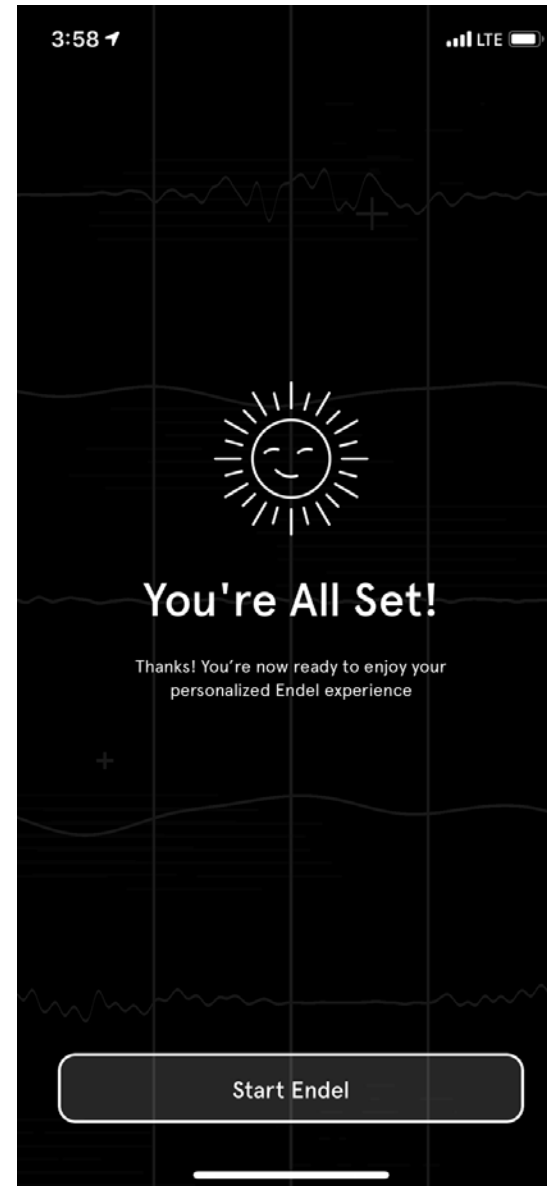 3:58 LTE
You're All Set!
Thanks! You’re now ready to enjoy your
personalized Endel experience
Start Endel